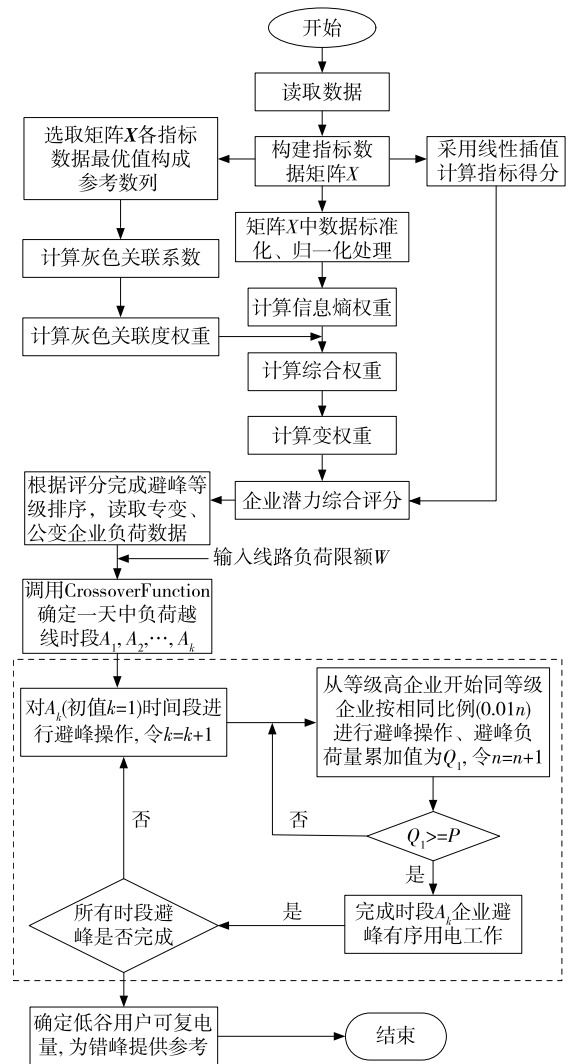 开始
读取数据
选取矩阵X各指标
数据最优值构成
参考数列
构建指标数
据矩阵X
采用线性插值
计算指标得分
矩阵X中数据标准
化、归一化处理
计算灰色关联系数
计算信息熵权重
计算灰色关联度权重
计算综合权重
计算变权重
根据评分完成避峰等
级排序，读取专变、
公变企业负荷数据
企业潜力综合评分
输入线路负荷限额W
调用CrossoverFunction
确定一天中负荷越
线时段A₁, A₂,…, Aₖ
对Aₖ(初值k=1)时间段进
行避峰操作, 令k=k+1
从等级高企业开始同等级
企业按相同比例(0.01n)
进行避峰操作、避峰负
荷量累加值为Q₁, 令n=n+1
否
否
Q₁>=P
是
所有时段避
峰是否完成
是
完成时段Aₖ企业避
峰有序用电工作
确定低谷用户可复电
量, 为错峰提供参考
结束